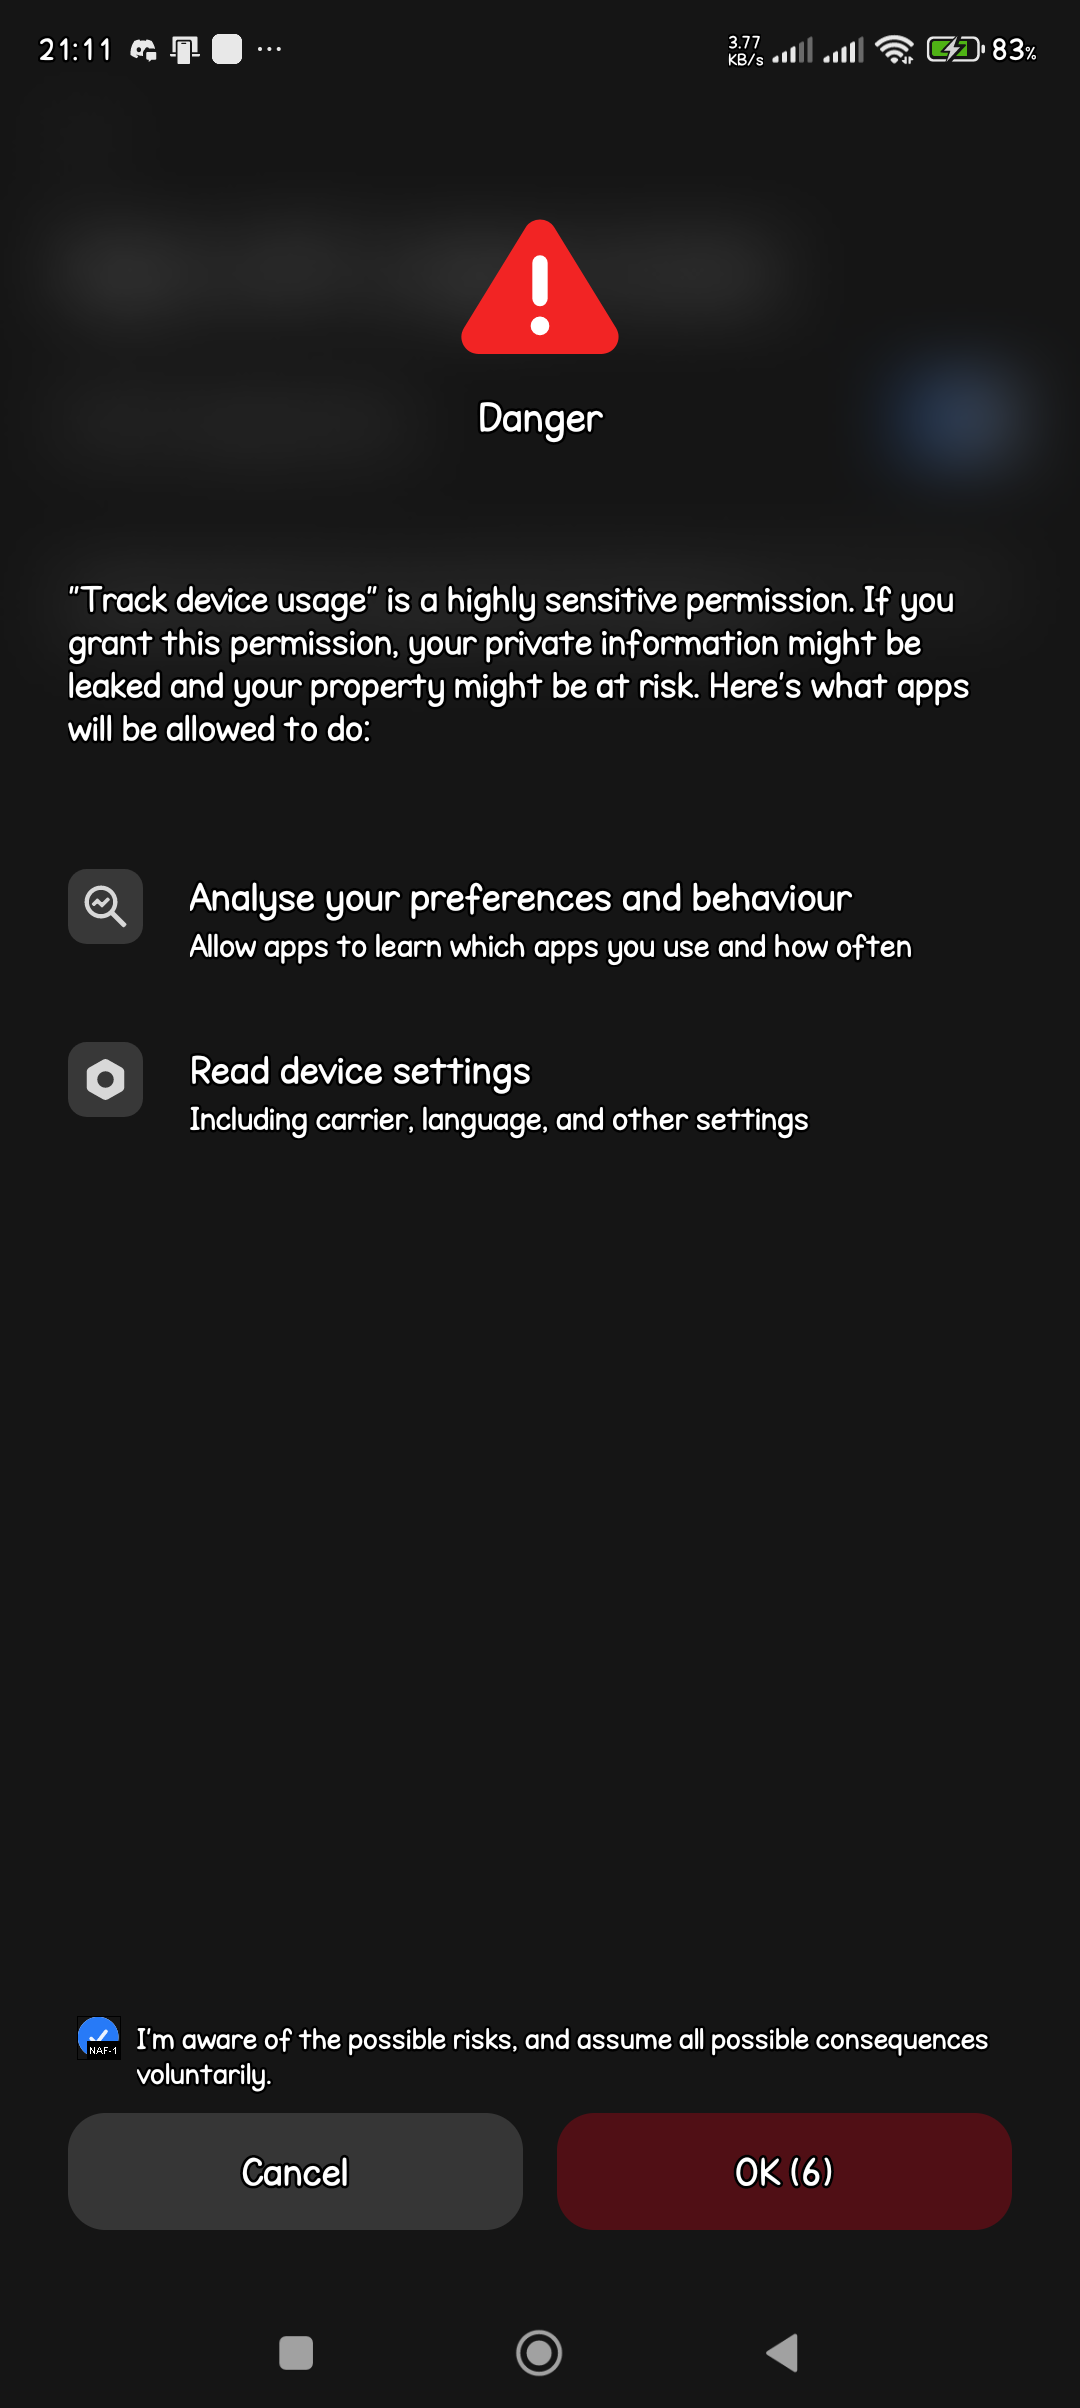 21:11
3.77
KB/s
83%
Danger
"Track device usage" is a highly sensitive permission. If you
grant this permission, your private information might be
leaked and your property might be at risk. Here's what apps
will be allowed to do:
Analyse your preferences and behaviour
Allow apps to learn which apps you use and how often
Read device settings
Including carrier, language, and other settings
NAF-1
I'm aware of the possible risks, and assume all possible consequences
voluntarily.
Cancel
OK (6)